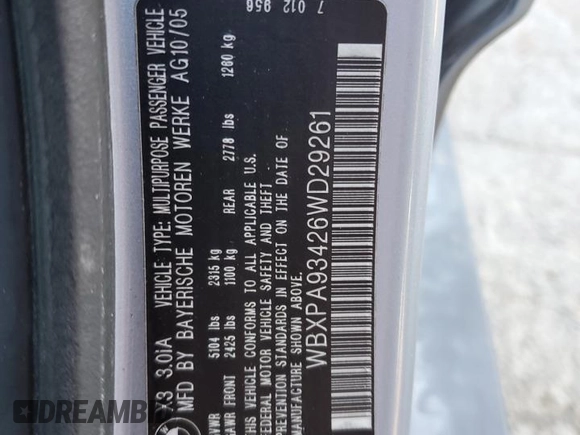 7 012 956
X3 3.0iA VEHICLE TYPE: MULTIPURPOSE PASSENGER VEHICLE
MFD BY BAYERISCHE MOTOREN WERKE AG 10/05
GVWR 5104 lbs 2315 kg
GAWR FRONT 2425 lbs 1100 kg REAR 2778 lbs 1260 kg
THIS VEHICLE CONFORMS TO ALL APPLICABLE U.S.
FEDERAL MOTOR VEHICLE SAFETY AND THEFT
PREVENTION STANDARDS IN EFFECT ON THE DATE OF
MANUFACTURE SHOWN ABOVE.
WBXPA93426WD29261
DREAMBID